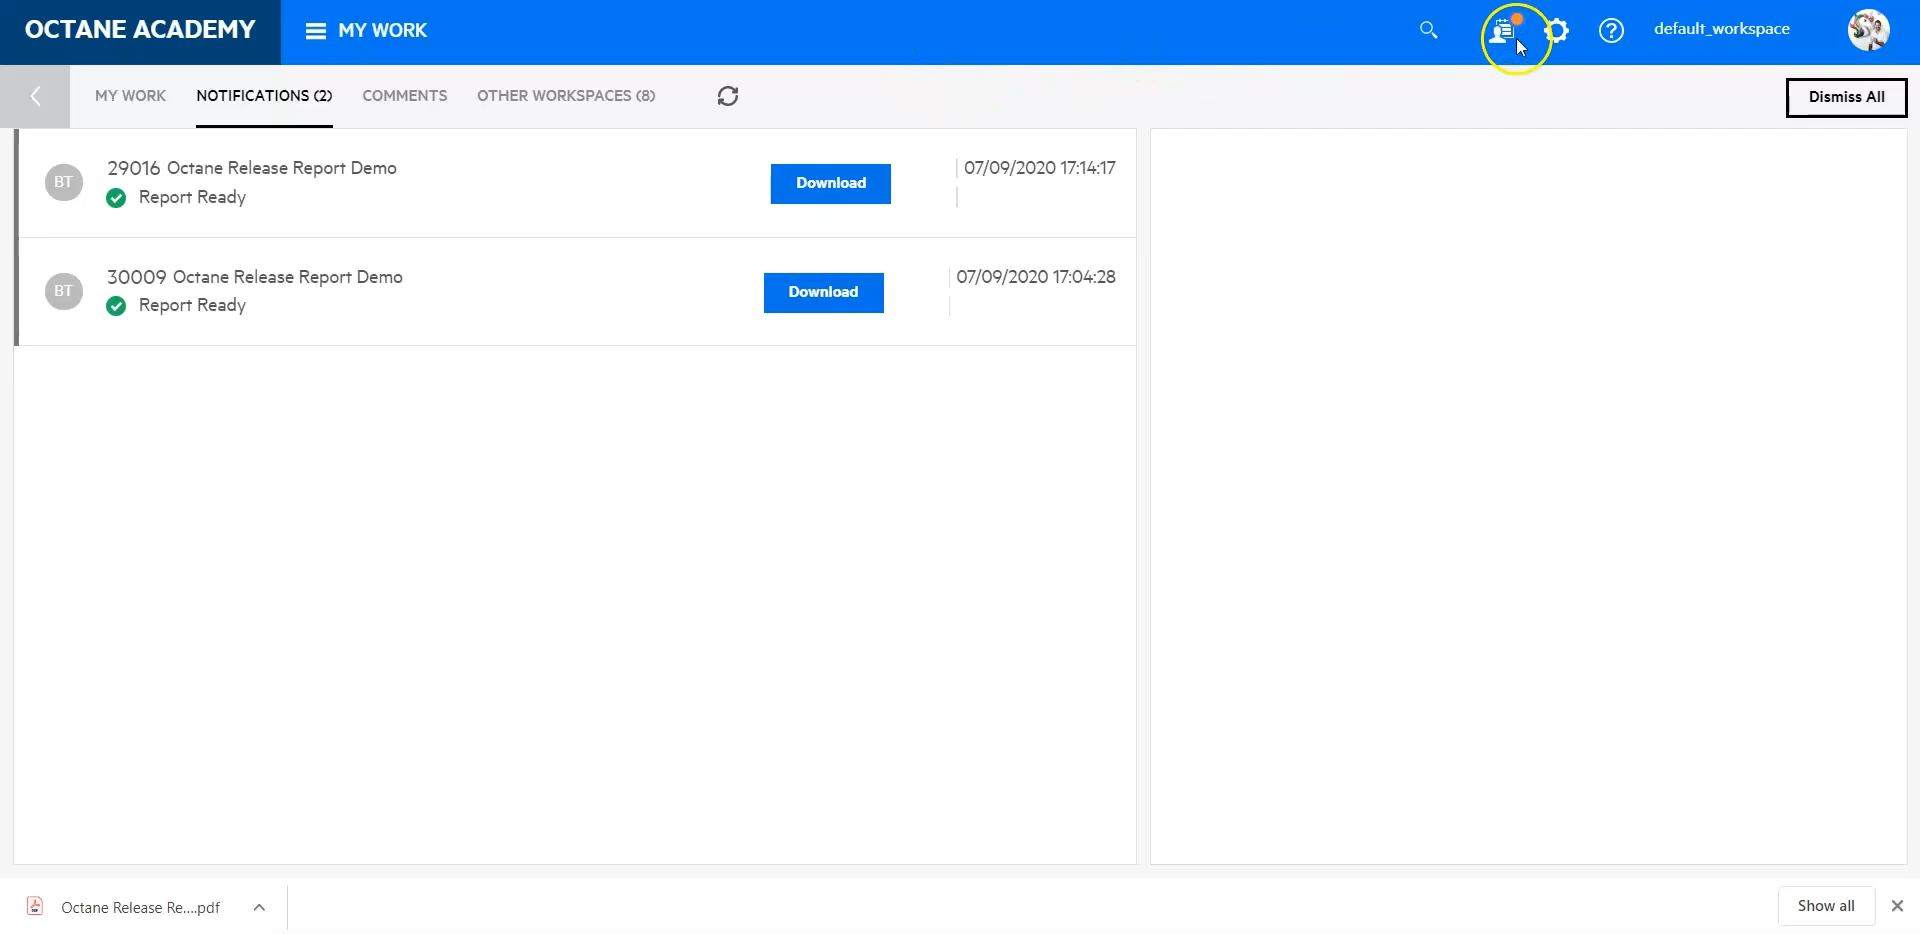 OCTANE ACADEMY
MY WORK
default_workspace
MY WORK
NOTIFICATIONS (2)
COMMENTS
OTHER WORKSPACES (8)
Dismiss All
BT
29016 Octane Release Report Demo
Report Ready
Download
07/09/2020 17:14:17
BT
30009 Octane Release Report Demo
Report Ready
Download
07/09/2020 17:04:28
Octane Release Re....pdf
Show all